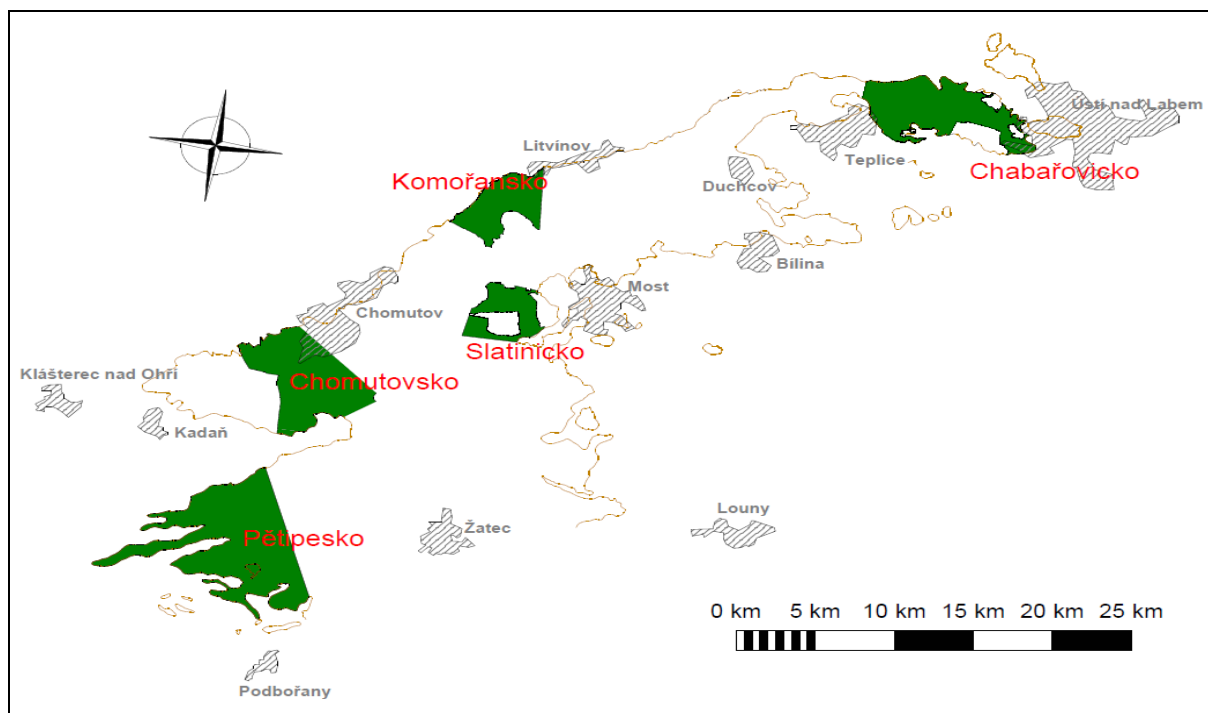 Ústí nad Labem
Litvínov
Teplice
Chabařovicko
Komořansko
Duchcov
Bílina
Most
Chomutov
Slatinicko
Klášterec nad Ohří
Chomutovsko
Kadaň
Louny
Žatec
Pětipesko
0 km 5 km 10 km 15 km 20 km 25 km
Podbořany